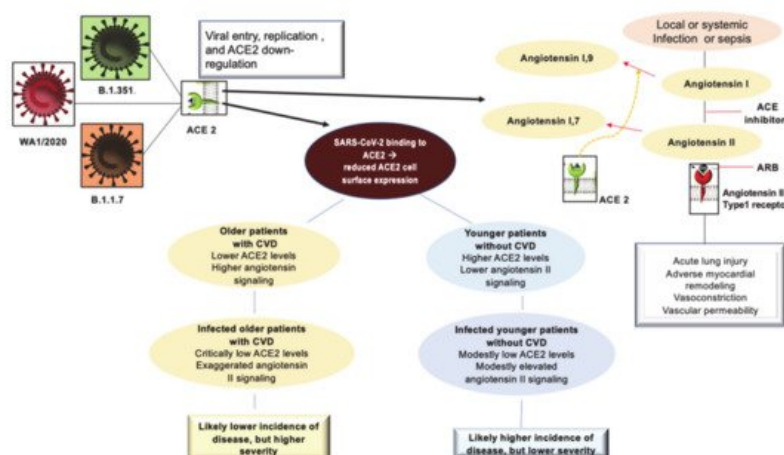 Viral entry, replication ,
and ACE2 down-
regulation
B.1.351.
WA1/2020
B.1.1.7
ACE 2
SARS-CoV-2 binding to
ACE2 →
reduced ACE2 cell
surface expression
Older patients
with CVD
Lower ACE2 levels
Higher angiotensin
signaling
Younger patients
without CVD
Higher ACE2 levels
Lower angiotensin II
signaling
Infected older patients
with CVD
Critically low ACE2 levels
Exaggerated angiotensin
II signaling
Infected younger patients
without CVD
Modestly low ACE2 levels
Modestly elevated
angiotensin II signaling
Likely lower incidence of
disease, but higher
severity
Likely higher incidence of
disease, but lower severity
Local or systemic
Infection or sepsis
Angiotensin I,9
Angiotensin I
ACE
inhibitor
Angiotensin I,7
Angiotensin II
ARB
ACE 2
Angiotensin II
Type1 recepto
Acute lung injury
Adverse myocardial
remodeling
Vasoconstriction
Vascular permeability